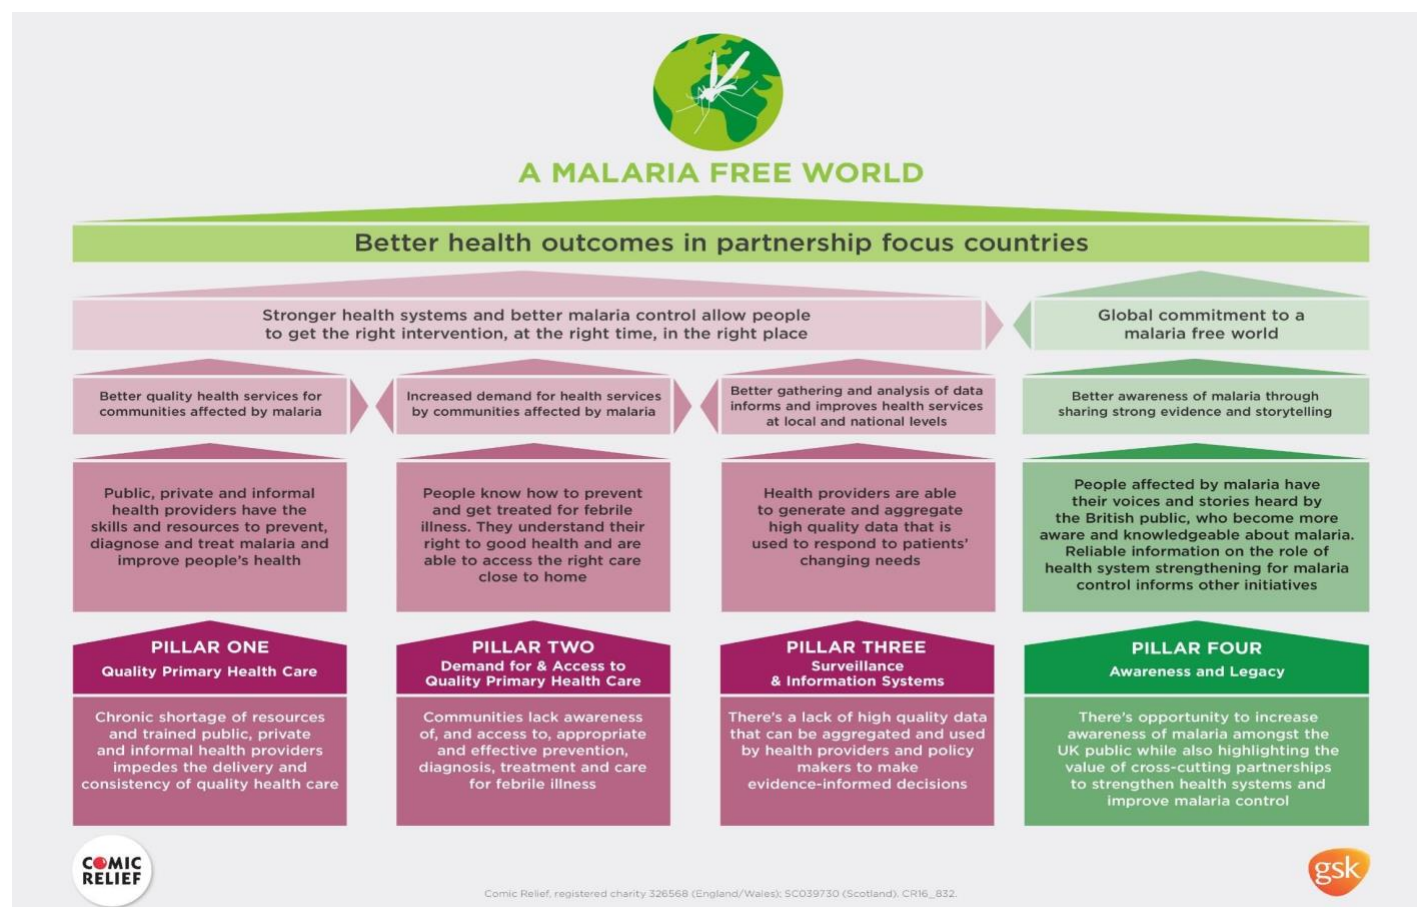 A MALARIA FREE WORLD
Better health outcomes in partnership focus countries
Stronger health systems and better malaria control allow people
to get the right intervention, at the right time, in the right place
Global commitment to a
malaria free world
Better quality health services for
communities affected by malaria
Increased demand for health services
by communities affected by malaria
Better gathering and analysis of data
informs and improves health services
at local and national levels
Better awareness of malaria through
sharing strong evidence and storytelling
Public, private and informal
health providers have the
skills and resources to prevent,
diagnose and treat malaria and
improve people's health
People know how to prevent
and get treated for febrile
illness. They understand their
right to good health and are
able to access the right care
close to home
Health providers are able
to generate and aggregate
high quality data that is
used to respond to patients'
changing needs
People affected by malaria have
their voices and stories heard by
the British public, who become more
aware and knowledgeable about malaria.
Reliable information on the role of
health system strengthening for malaria
control informs other initiatives
PILLAR ONE
Quality Primary Health Care
PILLAR TWO
Demand for & Access to
Quality Primary Health Care
PILLAR THREE
Surveillance
& Information Systems
PILLAR FOUR
Awareness and Legacy
Chronic shortage of resources
and trained public, private
and informal health providers
impedes the delivery and
consistency of quality health care
Communities lack awareness
of, and access to, appropriate
and effective prevention,
diagnosis, treatment and care
for febrile illness
There's a lack of high quality data
that can be aggregated and used
by health providers and policy
makers to make
evidence-informed decisions
There's opportunity to increase
awareness of malaria amongst the
UK public while also highlighting the
value of cross-cutting partnerships
to strengthen health systems and
improve malaria control
COMIC
RELIEF
Comic Relief, registered charity 326568 (England/Wales); SC039730 (Scotland). CR16_832.
gsk